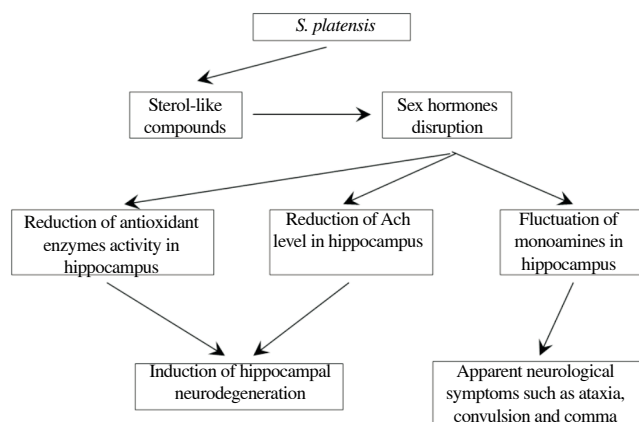 S. platensis
Sterol-like
compounds
Sex hormones
disruption
Reduction of antioxidant
enzymes activity in
hippocampus
Reduction of Ach
level in hippocampus
Fluctuation of
monoamines in
hippocampus
Induction of hippocampal
neurodegeneration
Apparent neurological
symptoms such as ataxia,
convulsion and comma